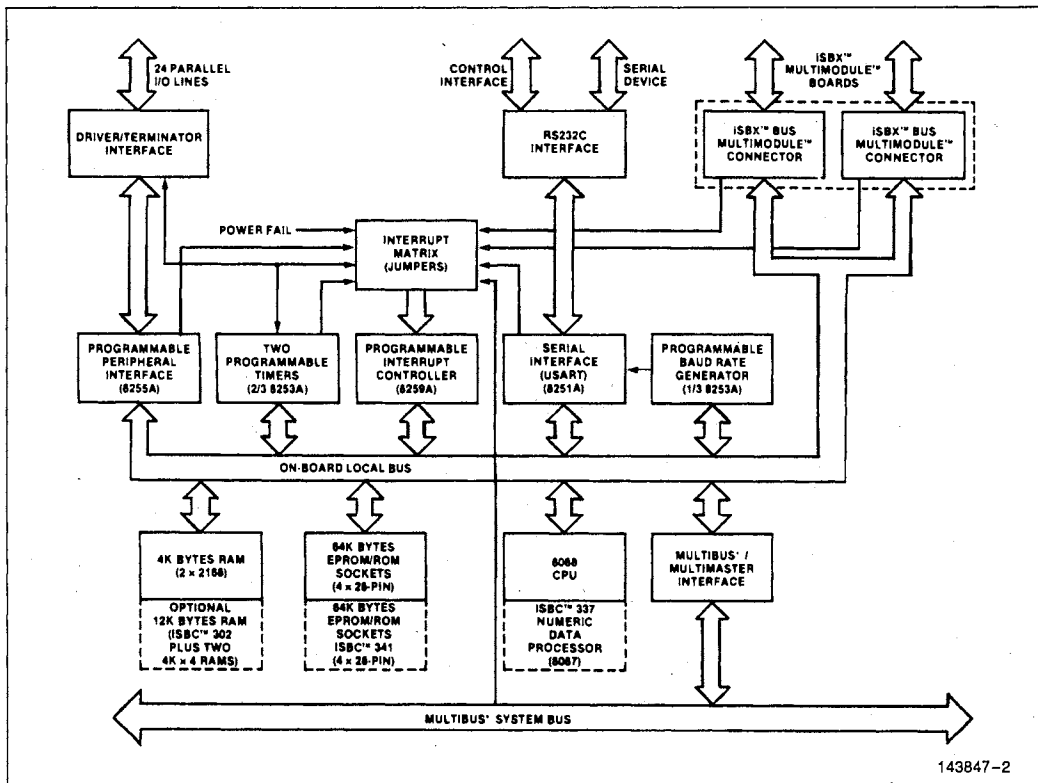 24 PARALLEL
I/O LINES
CONTROL
INTERFACE
SERIAL
DEVICE
iSBX™
MULTIMODULE™
BOARDS
DRIVER/TERMINATOR
INTERFACE
RS232C
INTERFACE
iSBX™ BUS
MULTIMODULE™
CONNECTOR
iSBX™ BUS
MULTIMODULE™
CONNECTOR
POWER FAIL
INTERRUPT
MATRIX
(JUMPERS)
PROGRAMMABLE
PERIPHERAL
INTERFACE
(8255A)
TWO
PROGRAMMABLE
TIMERS
(2/3 8253A)
PROGRAMMABLE
INTERRUPT
CONTROLLER
(8259A)
SERIAL
INTERFACE
(USART)
(8251A)
PROGRAMMABLE
BAUD RATE
GENERATOR
(1/3 8253A)
ON-BOARD LOCAL BUS
4K BYTES RAM
(2 x 2168)
64K BYTES
EPROM/ROM
SOCKETS
(4 x 28-PIN)
8088
CPU
MULTIBUS* /
MULTIMASTER
INTERFACE
OPTIONAL
12K BYTES RAM
(ISBC™ 302
PLUS TWO
4K x 4 RAMS)
64K BYTES
EPROM/ROM
SOCKETS
ISBC™ 341
(4 x 28-PIN)
ISBC™ 337
NUMERIC
DATA
PROCESSOR
(8087)
MULTIBUS* SYSTEM BUS
143847-2